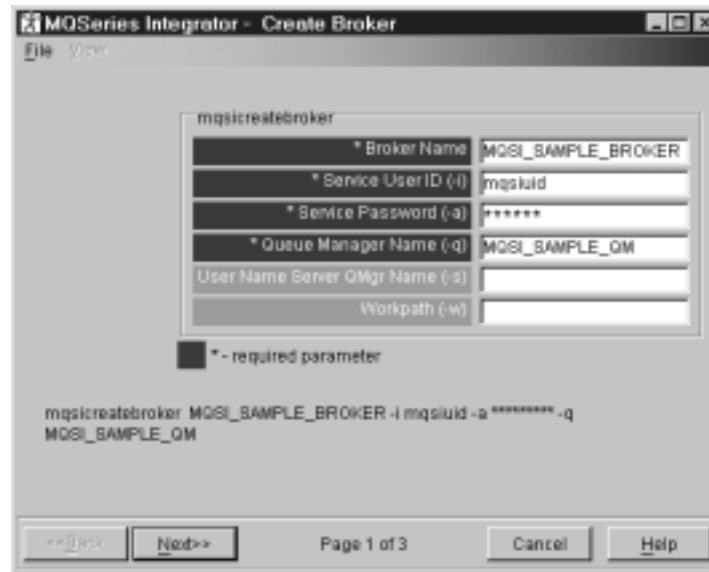 MQSeries Integrator - Create Broker
File View
mqsicreatebroker
* Broker Name MQSI_SAMPLE_BROKER
* Service User ID (-i) mqsiuid
* Service Password (-a) ******
* Queue Manager Name (-q) MQSI_SAMPLE_QM
User Name Server QMgr Name (-s)
Workpath (-w)
* - required parameter
mqsicreatebroker MQSI_SAMPLE_BROKER -i mqsiuid -a ********* -q
MQSI_SAMPLE_QM
<<Back Next>> Page 1 of 3 Cancel Help